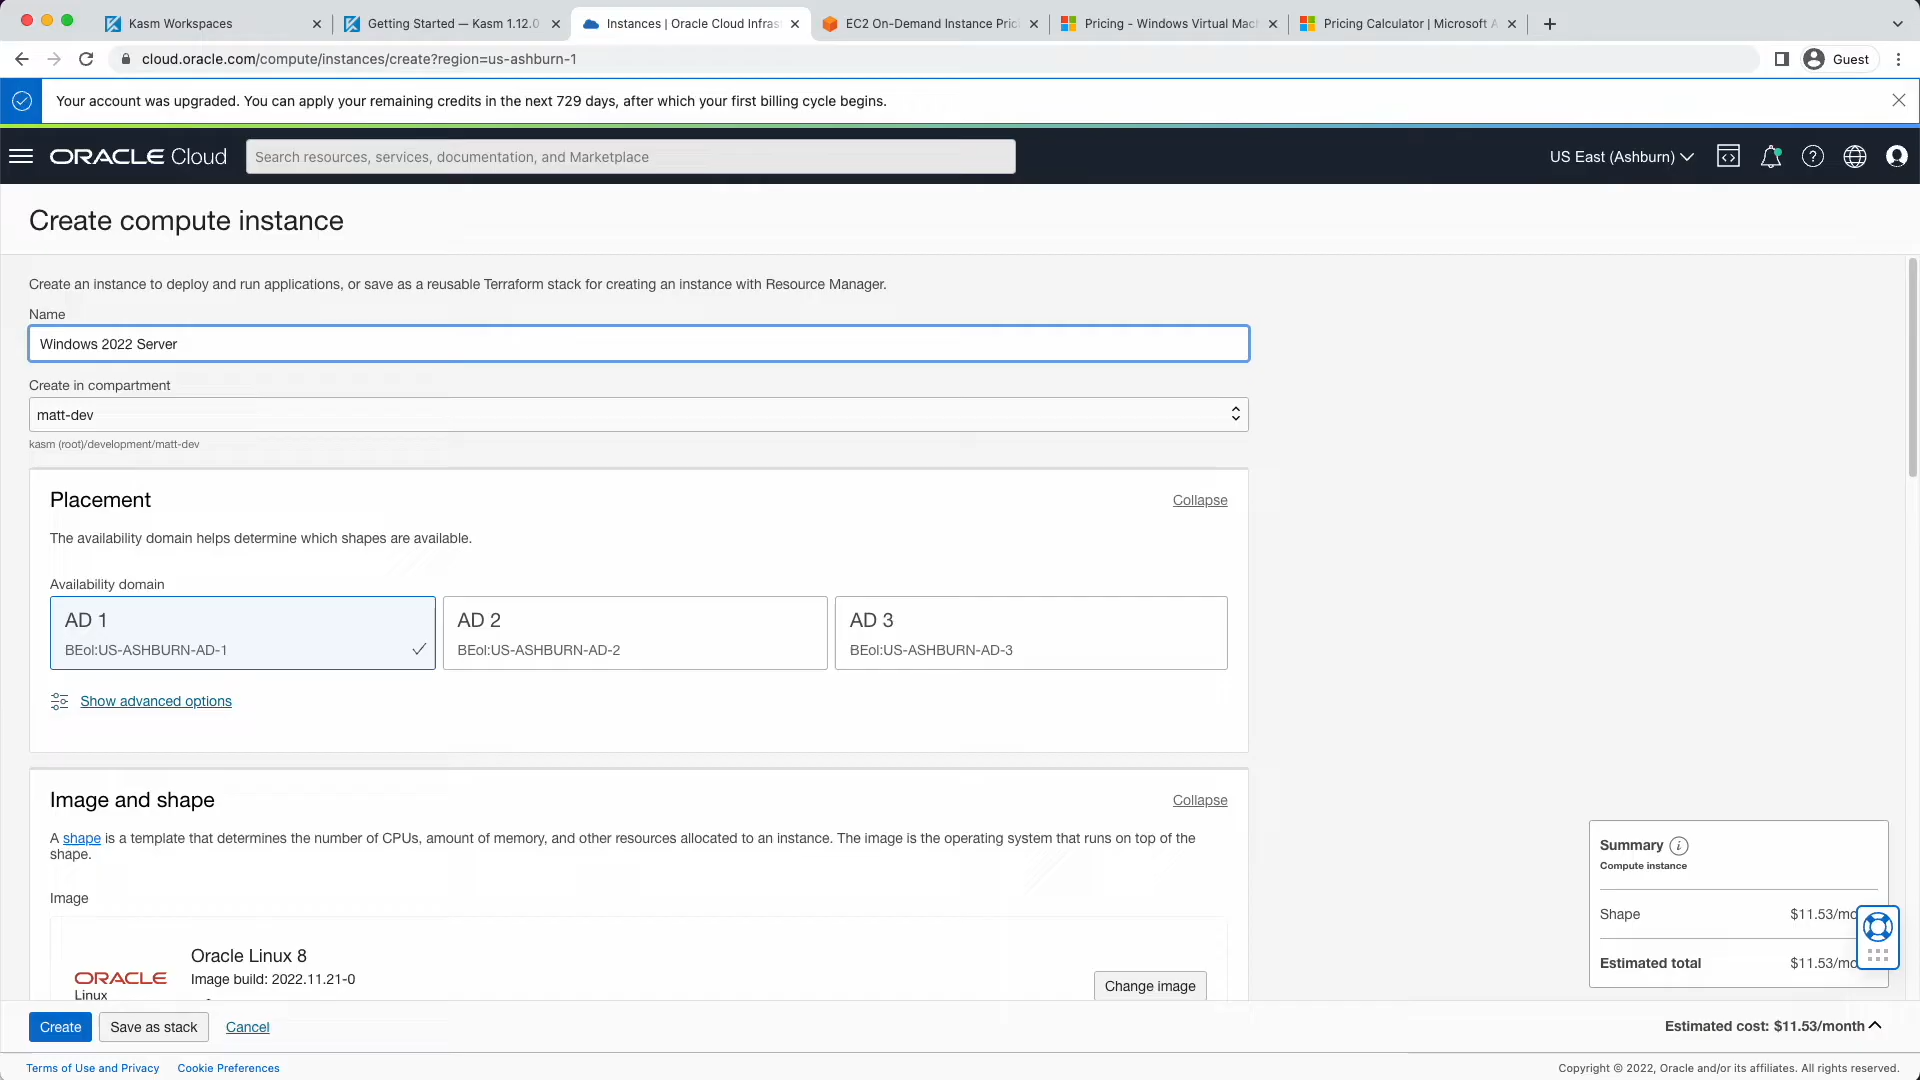 Kasm Workspaces
Getting Started — Kasm 1.12.0
Instances | Oracle Cloud Infras
EC2 On-Demand Instance Pric
Pricing - Windows Virtual Mac
Pricing Calculator | Microsoft A
cloud.oracle.com/compute/instances/create?region=us-ashburn-1
Guest
Your account was upgraded. You can apply your remaining credits in the next 729 days, after which your first billing cycle begins.
ORACLE Cloud
Search resources, services, documentation, and Marketplace
US East (Ashburn)
Create compute instance
Create an instance to deploy and run applications, or save as a reusable Terraform stack for creating an instance with Resource Manager.
Name
Windows 2022 Server
Create in compartment
matt-dev
kasm (root)/development/matt-dev
Placement
Collapse
The availability domain helps determine which shapes are available.
Availability domain
AD 1
BEol:US-ASHBURN-AD-1
AD 2
BEol:US-ASHBURN-AD-2
AD 3
BEol:US-ASHBURN-AD-3
Show advanced options
Image and shape
Collapse
A shape is a template that determines the number of CPUs, amount of memory, and other resources allocated to an instance. The image is the operating system that runs on top of the
shape.
Image
ORACLE
Linux
Oracle Linux 8
Image build: 2022.11.21-0
Change image
Summary
Compute instance
Shape $11.53/mo
Estimated total $11.53/mo
Create
Save as stack
Cancel
Estimated cost: $11.53/month
Terms of Use and Privacy
Cookie Preferences
Copyright © 2022, Oracle and/or its affiliates. All rights reserved.